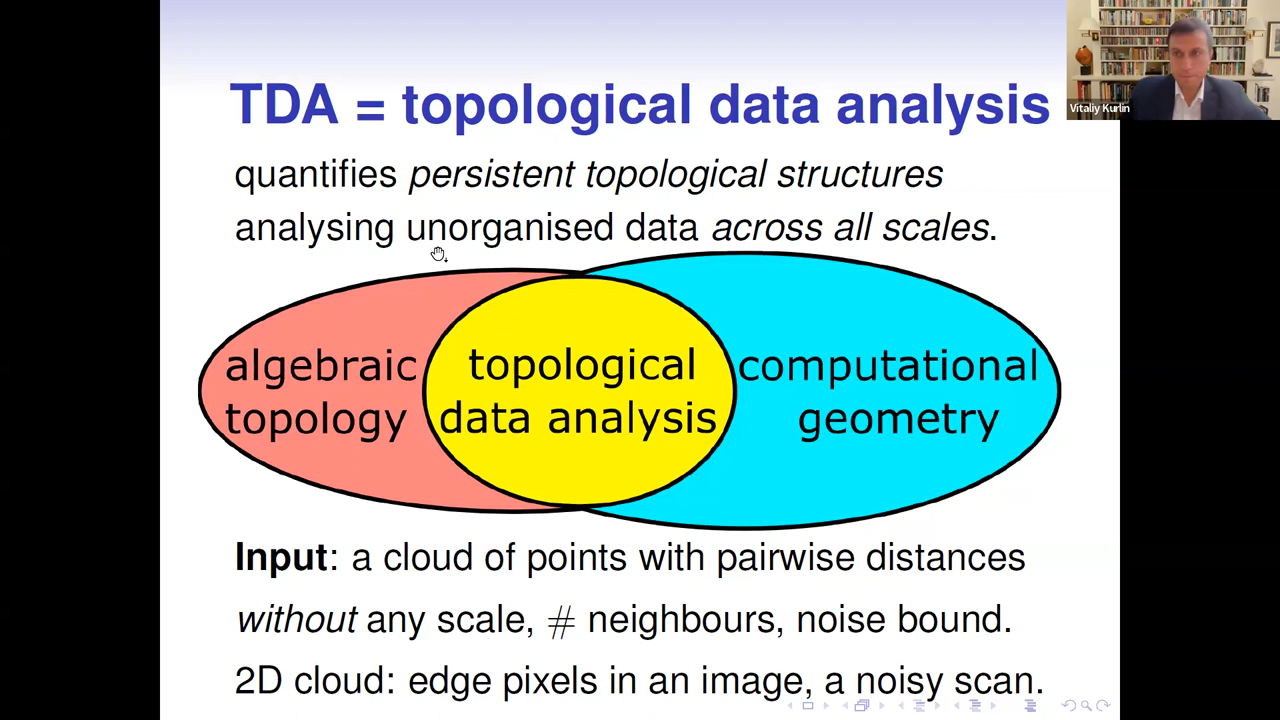 TDA = topological data analysis
Vitaliy Kurlin
quantifies persistent topological structures
analysing unorganised data across all scales.
algebraic
topology
topological
data analysis
computational
geometry
Input: a cloud of points with pairwise distances
without any scale, # neighbours, noise bound.
2D cloud: edge pixels in an image, a noisy scan.